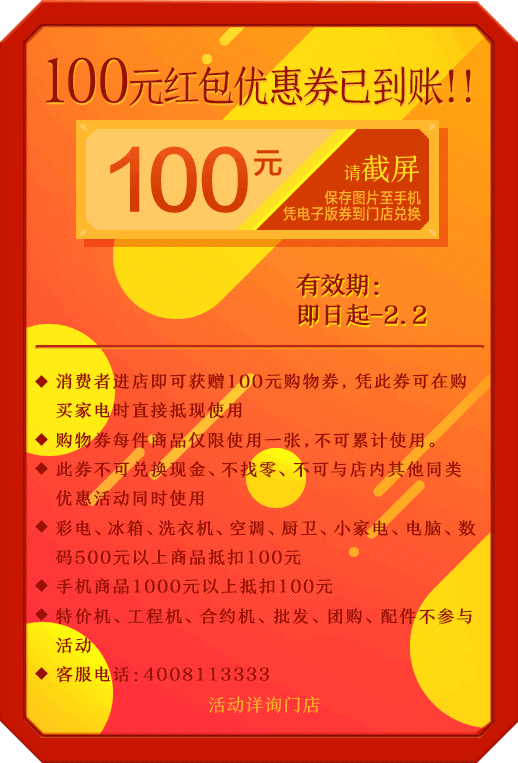 100元红包优惠券已到账!!
100元
请截屏
保存图片至手机
凭电子版券到门店兑换
有效期:
即日起-2.2
◆ 消费者进店即可获赠100元购物券, 凭此券可在购
买家电时直接抵现使用
◆ 购物券每件商品仅限使用一张,不可累计使用。
◆ 此券不可兑换现金、不找零、不可与店内其他同类
优惠活动同时使用
◆ 彩电、冰箱、洗衣机、空调、厨卫、小家电、电脑、数
码500元以上商品抵扣100元
◆ 手机商品1000元以上抵扣100元
◆ 特价机、工程机、合约机、批发、团购、配件不参与
活动
◆ 客服电话:4008113333
活动详询门店